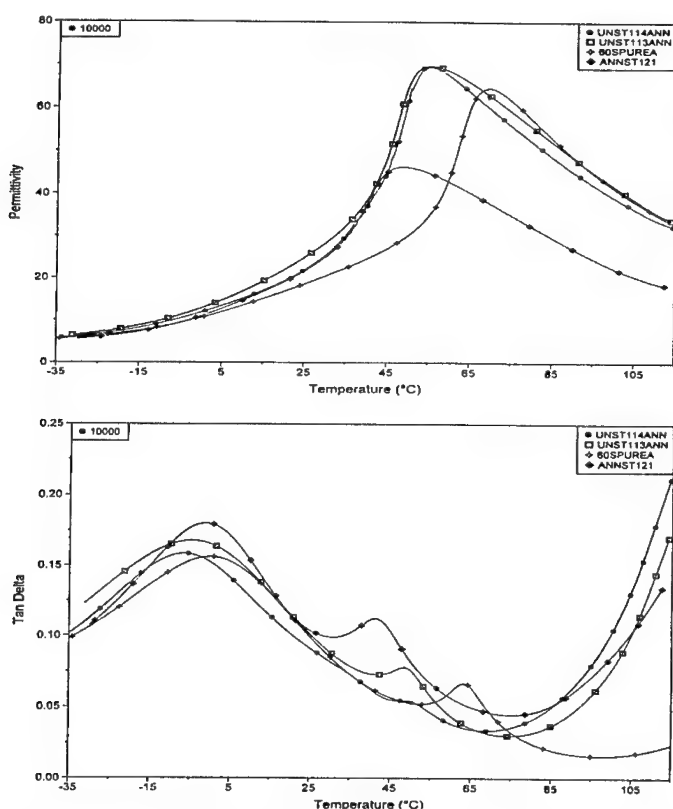 10000
UNST114ANN
UNST113ANN
60SPUREA
ANNST121
80
60
40
20
0
Permittivity
-35 -15 5 25 45 65 85 105
Temperature (°C)
10000
UNST114ANN
UNST113ANN
60SPUREA
ANNST121
0.25
0.20
0.15
0.10
0.05
0.00
Tan Delta
-35 -15 5 25 45 65 85 105
Temperature (°C)